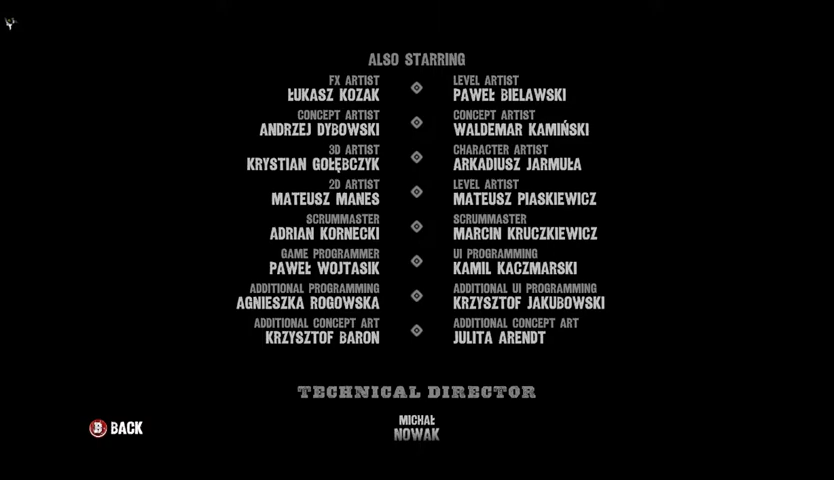 ALSO STARRING
FX ARTIST
ŁUKASZ KOZAK
LEVEL ARTIST
PAWEŁ BIELAWSKI
CONCEPT ARTIST
ANDRZEJ DYBOWSKI
CONCEPT ARTIST
WALDEMAR KAMIŃSKI
3D ARTIST
KRYSTIAN GOŁĘBCZYK
CHARACTER ARTIST
ARKADIUSZ JARMUŁA
2D ARTIST
MATEUSZ MANES
LEVEL ARTIST
MATEUSZ PIASKIEWICZ
SCRUMMASTER
ADRIAN KORNECKI
SCRUMMASTER
MARCIN KRUCZKIEWICZ
GAME PROGRAMMER
PAWEŁ WOJTASIK
UI PROGRAMMING
KAMIL KACZMARSKI
ADDITIONAL PROGRAMMING
AGNIESZKA ROGOWSKA
ADDITIONAL UI PROGRAMMING
KRZYSZTOF JAKUBOWSKI
ADDITIONAL CONCEPT ART
KRZYSZTOF BARON
ADDITIONAL CONCEPT ART
JULITA ARENDT
TECHNICAL DIRECTOR
MICHAŁ
NOWAK
B BACK